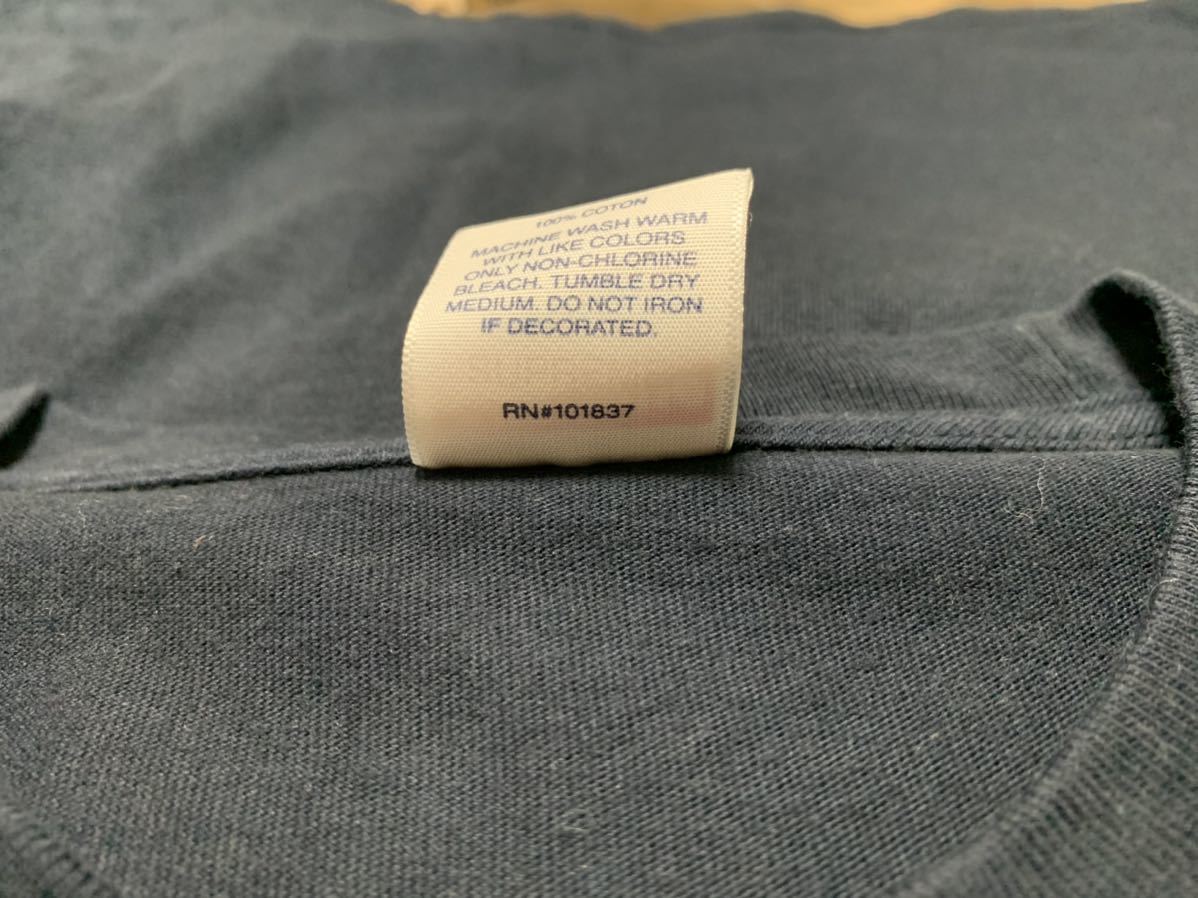 100% COTON
MACHINE WASH WARM
WITH LIKE COLORS
ONLY NON-CHLORINE
BLEACH. TUMBLE DRY
MEDIUM. DO NOT IRON
IF DECORATED.
RN#101837